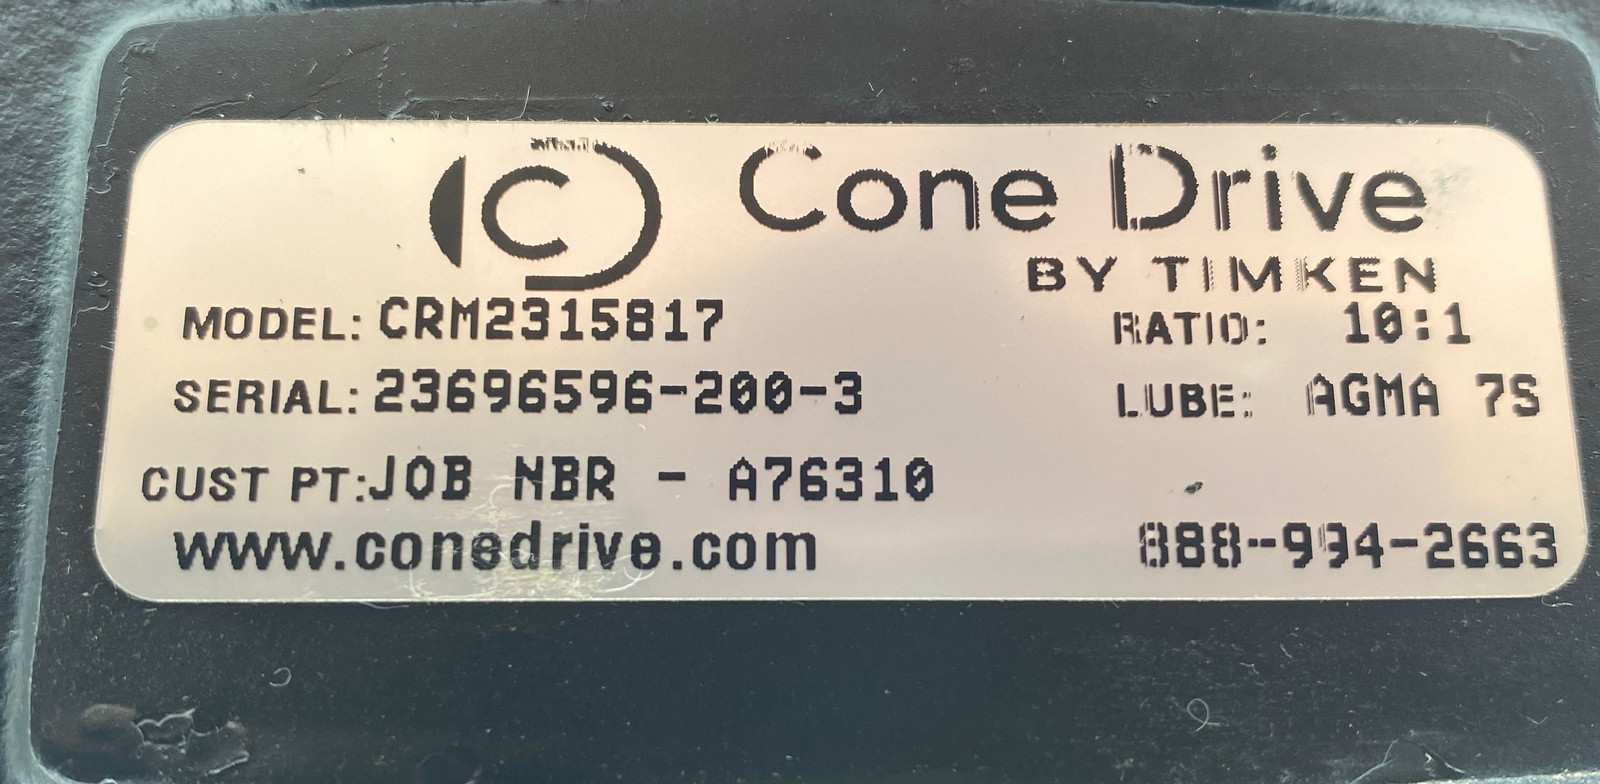 Cone Drive
BY TIMKEN
MODEL: CRM2315817
RATIO: 10:1
SERIAL: 23696596-200-3
LUBE: AGMA 7S
CUST PT: JOB NBR - A76310
www.conedrive.com
888-994-2663